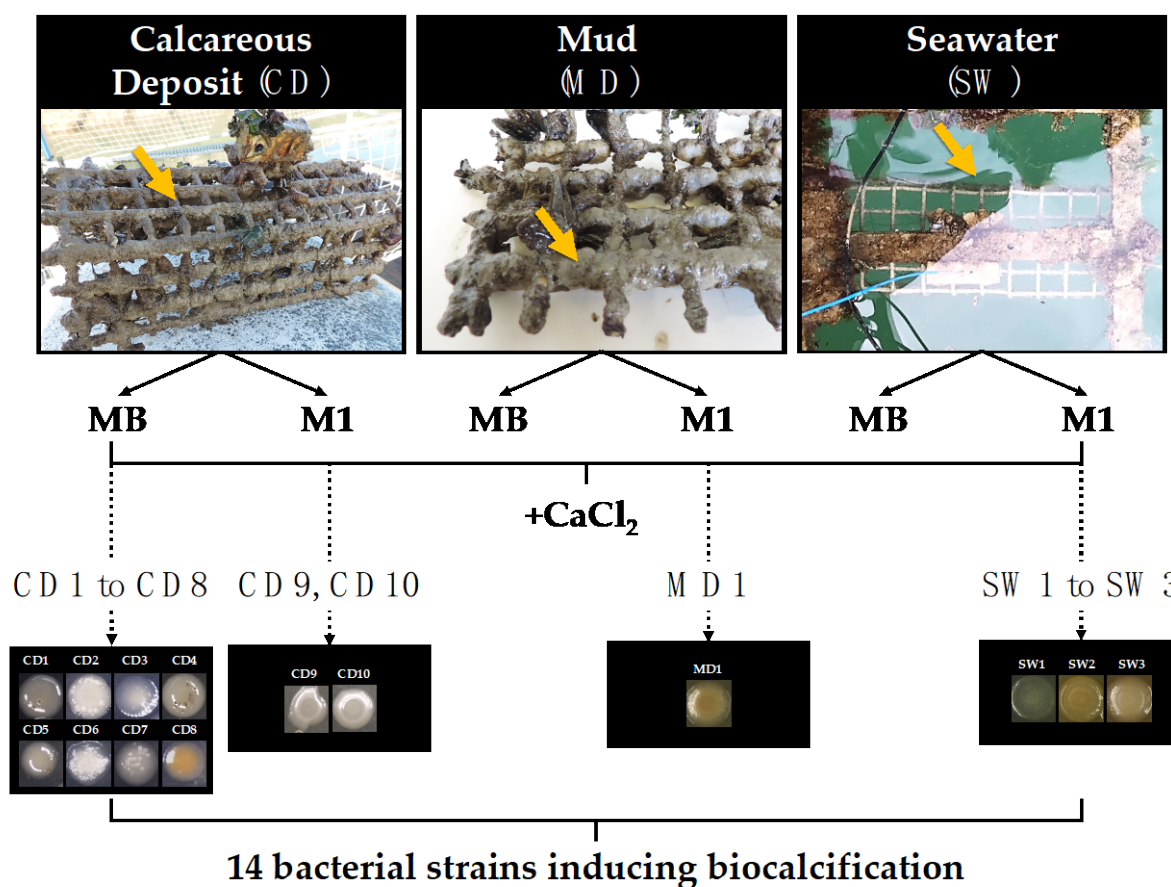 Calcareous
Deposit (CD)
Mud
(MD)
Seawater
(SW)
MB M1 MB M1 MB M1
+CaCl₂
CD1 to CD8 CD9, CD10 MD1 SW1 to SW3
CD1 CD2 CD3 CD4
CD5 CD6 CD7 CD8
CD9 CD10
MD1
SW1 SW2 SW3
14 bacterial strains inducing biocalcification